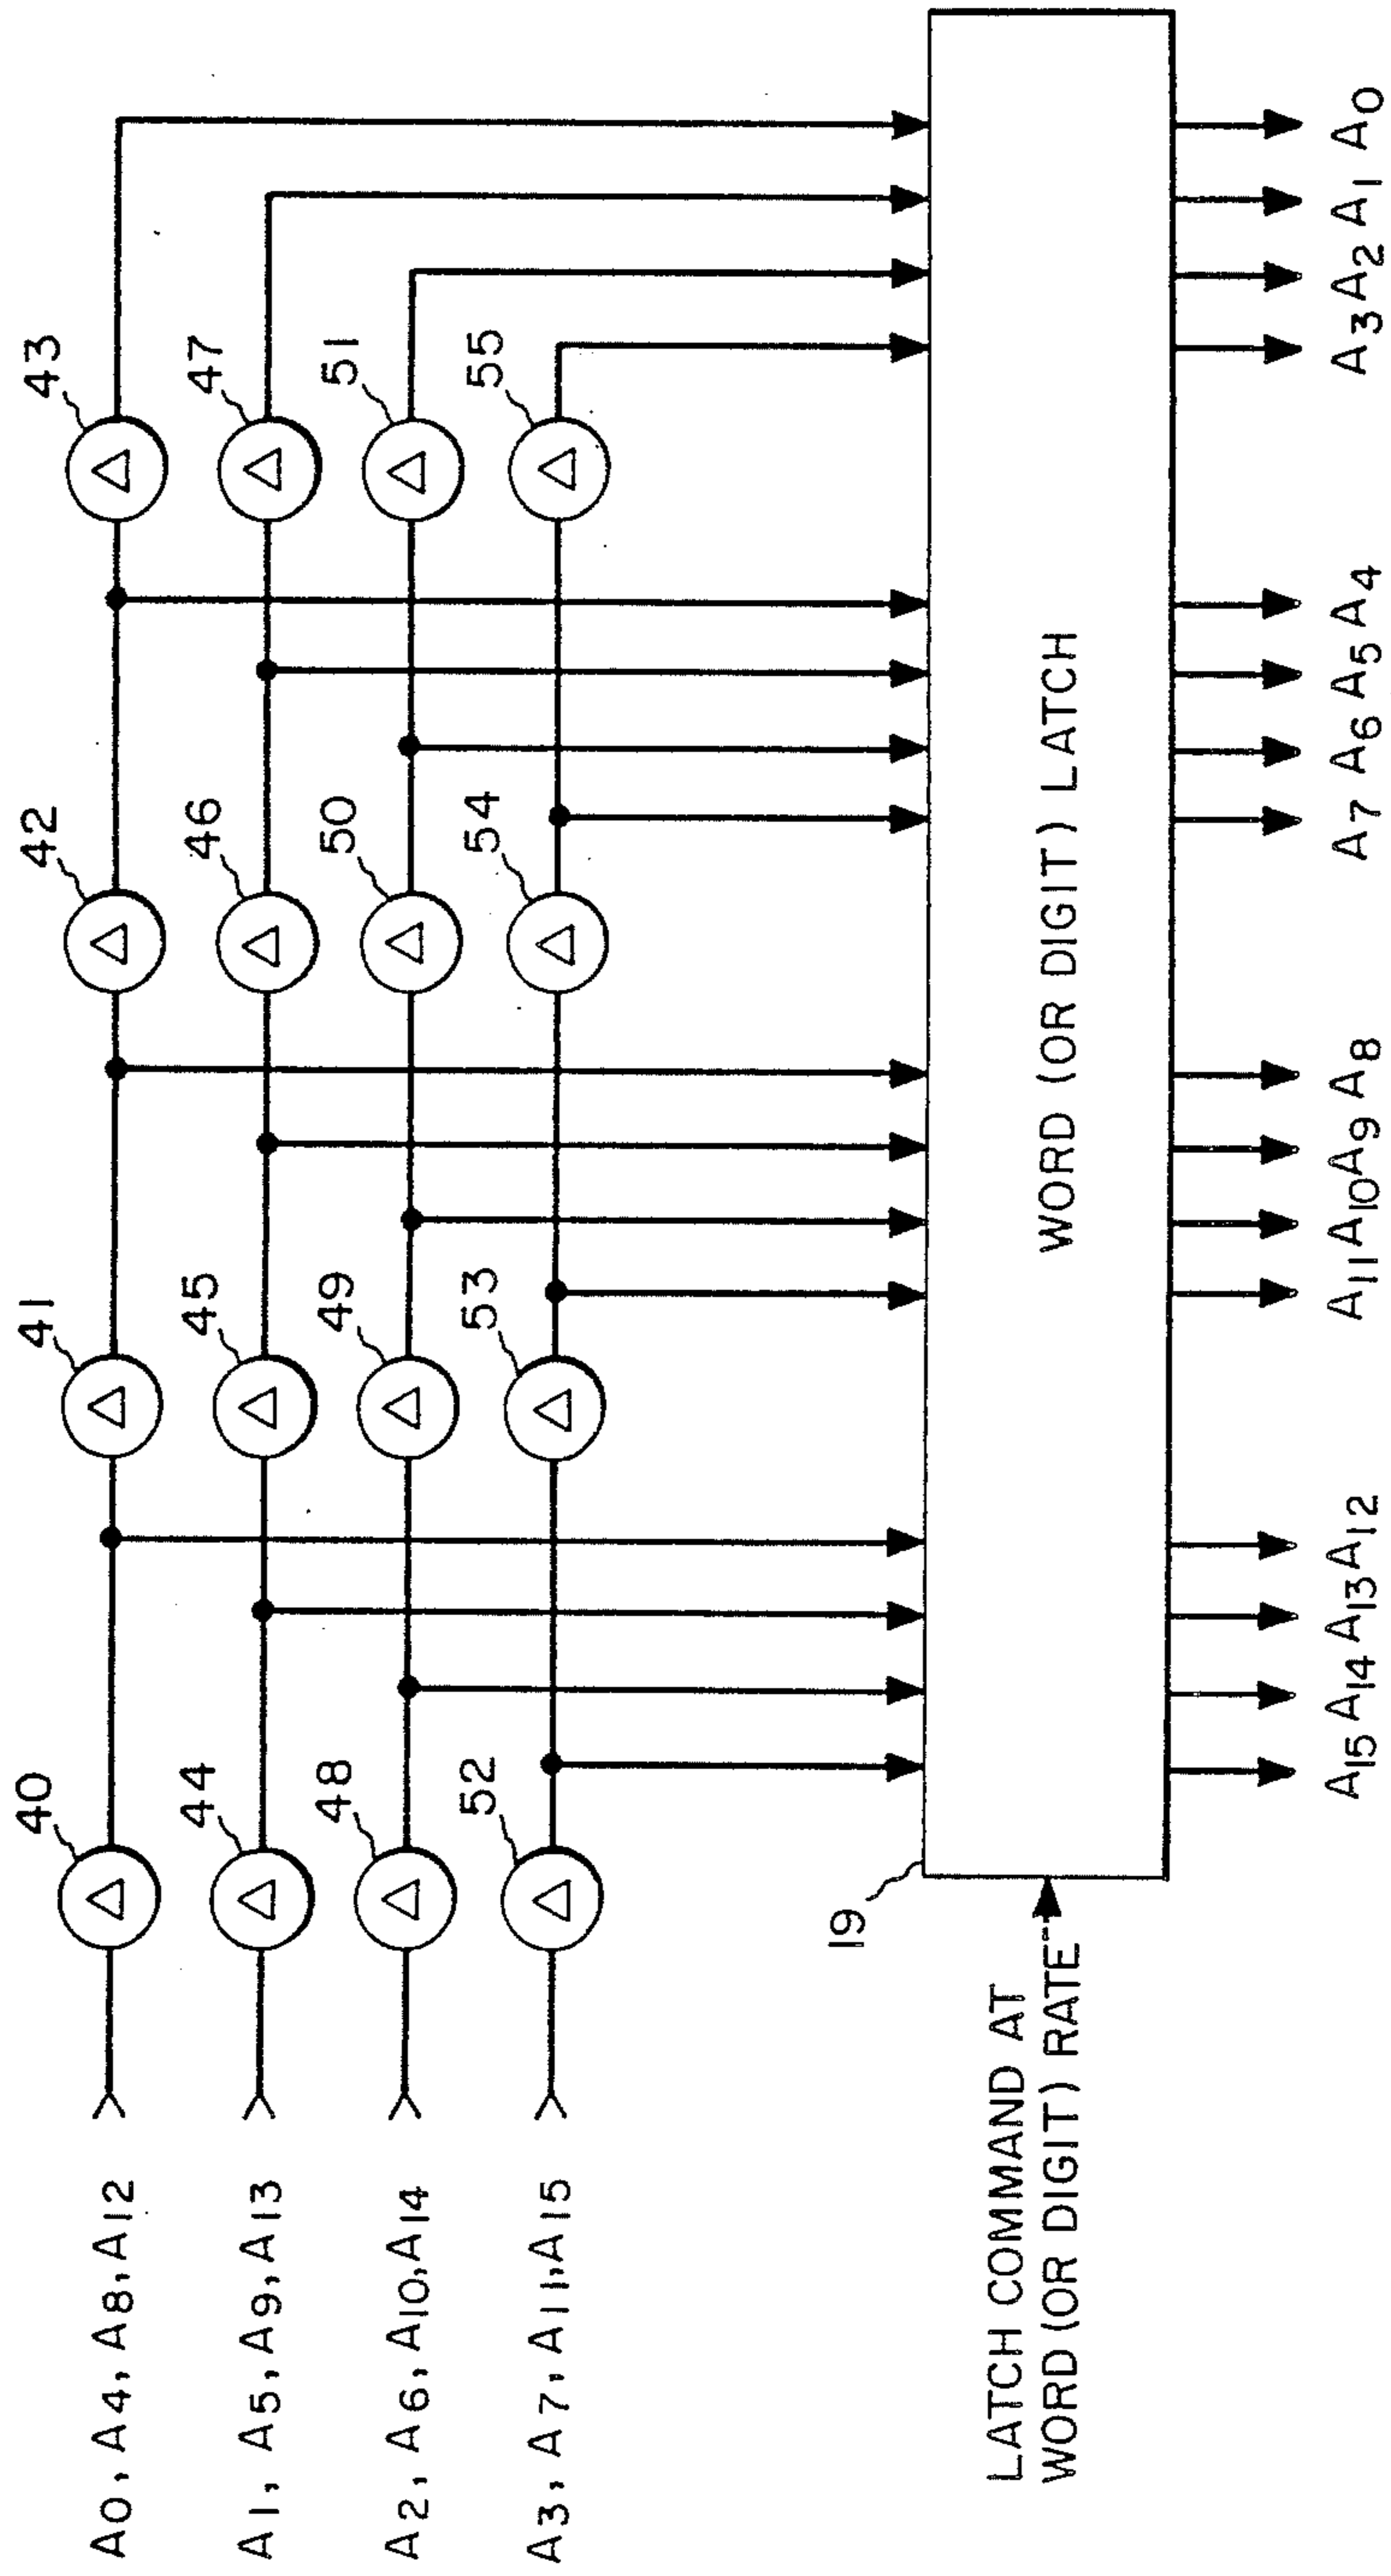 A0, A4, A8, A12
40
41
42
43
A1, A5, A9, A13
44
45
46
47
A2, A6, A10, A14
48
49
50
51
A3, A7, A11, A15
52
53
54
55
19
WORD (OR DIGIT) LATCH
LATCH COMMAND AT
WORD (OR DIGIT) RATE
A15 A14 A13 A12 A11 A10 A9 A8 A7 A6 A5 A4 A3 A2 A1 A0